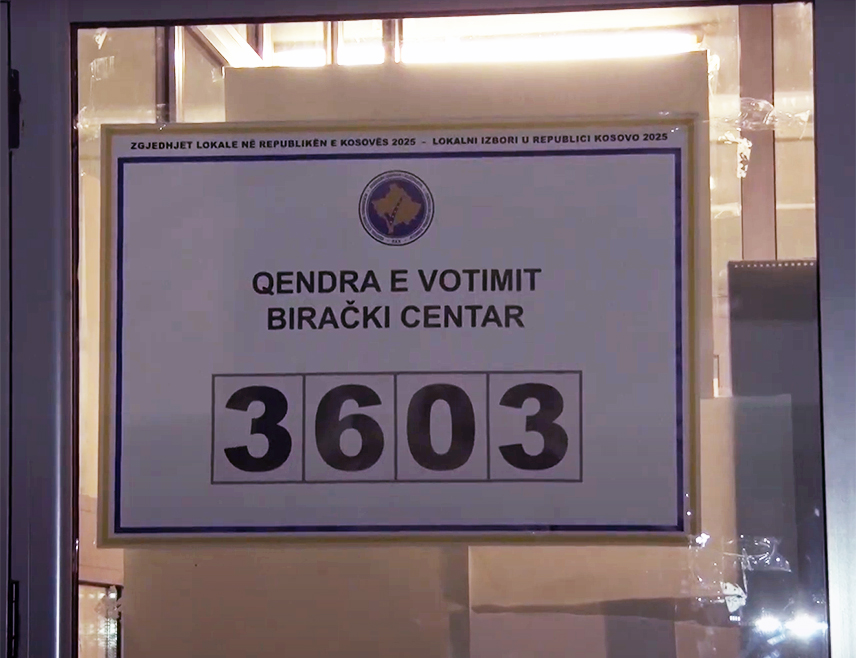 ZGJEDHJET LOKALE NË REPUBLIKËN E KOSOVËS 2025 – LOKALNI IZBORI U REPUBLICI KOSOVO 2025
QENDRA E VOTIMIT
BIRAČKI CENTAR
3603